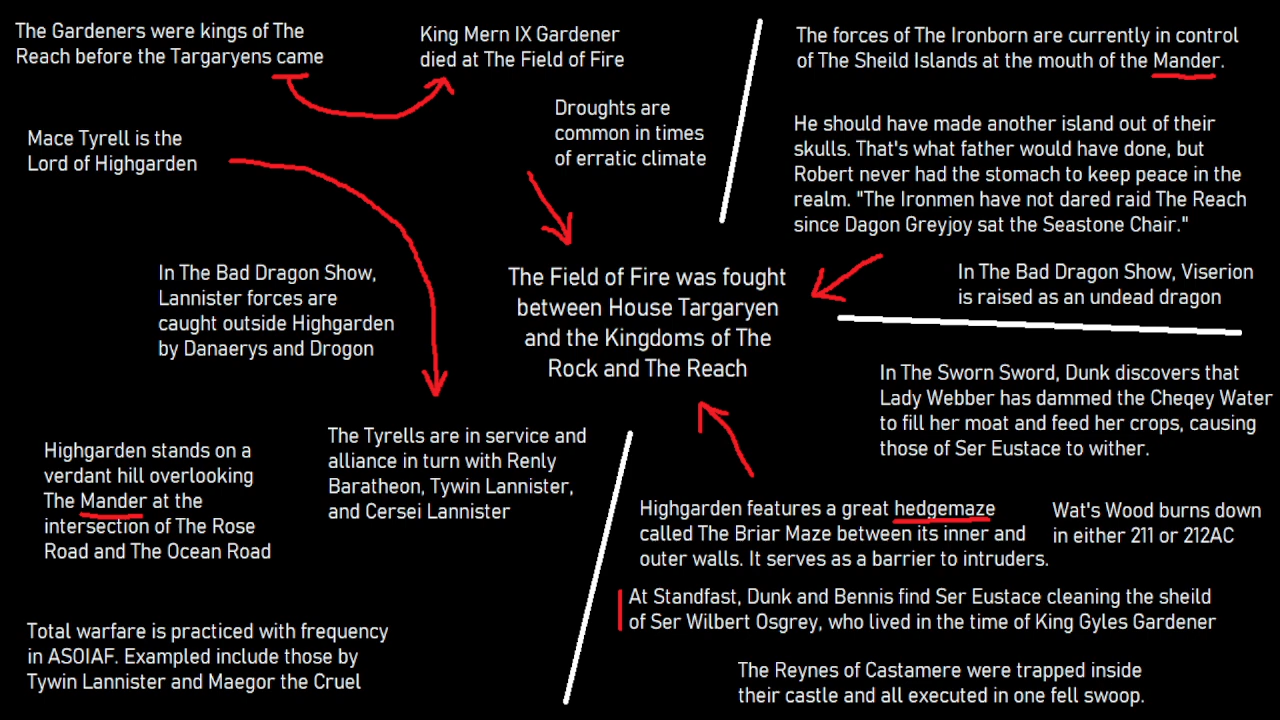 The Gardeners were kings of The
Reach before the Targaryens came
King Mern IX Gardener
died at The Field of Fire
Droughts are
common in times
of erratic climate
Mace Tyrell is the
Lord of Highgarden
The forces of The Ironborn are currently in control
of The Sheild Islands at the mouth of the Mander.
He should have made another island out of their
skulls. That's what father would have done, but
Robert never had the stomach to keep peace in the
realm. "The Ironmen have not dared raid The Reach
since Dagon Greyjoy sat the Seastone Chair."
In The Bad Dragon Show, Viserion
is raised as an undead dragon
In The Bad Dragon Show,
Lannister forces are
caught outside Highgarden
by Danaerys and Drogon
The Field of Fire was fought
between House Targaryen
and the Kingdoms of The
Rock and The Reach
In The Sworn Sword, Dunk discovers that
Lady Webber has dammed the Cheqey Water
to fill her moat and feed her crops, causing
those of Ser Eustace to wither.
Highgarden stands on a
verdant hill overlooking
The Mander at the
intersection of The Rose
Road and The Ocean Road
The Tyrells are in service and
alliance in turn with Renly
Baratheon, Tywin Lannister,
and Cersei Lannister
Highgarden features a great hedgemaze
called The Briar Maze between its inner and
outer walls. It serves as a barrier to intruders.
Wat's Wood burns down
in either 211 or 212AC
At Standfast, Dunk and Bennis find Ser Eustace cleaning the sheild
of Ser Wilbert Osgrey, who lived in the time of King Gyles Gardener
Total warfare is practiced with frequency
in ASOIAF. Exampled include those by
Tywin Lannister and Maegor the Cruel
The Reynes of Castamere were trapped inside
their castle and all executed in one fell swoop.